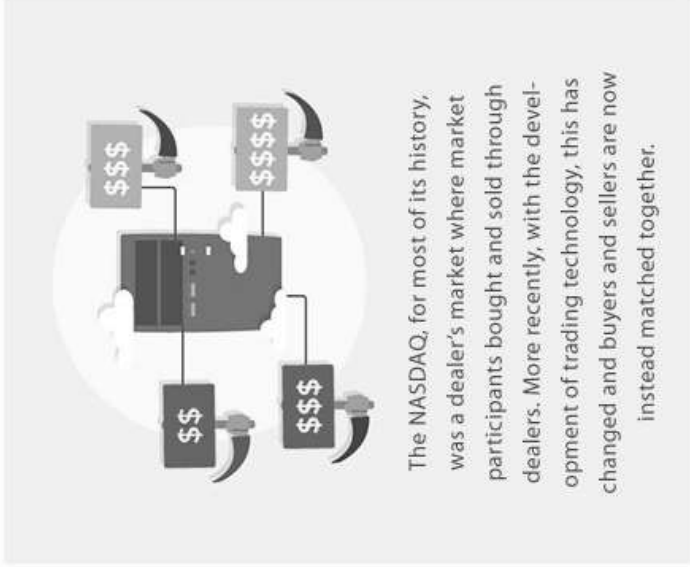 $$$
$$
$$$$
$$$
The NASDAQ, for most of its history,
was a dealer's market where market
participants bought and sold through
dealers. More recently, with the devel-
opment of trading technology, this has
changed and buyers and sellers are now
instead matched together.